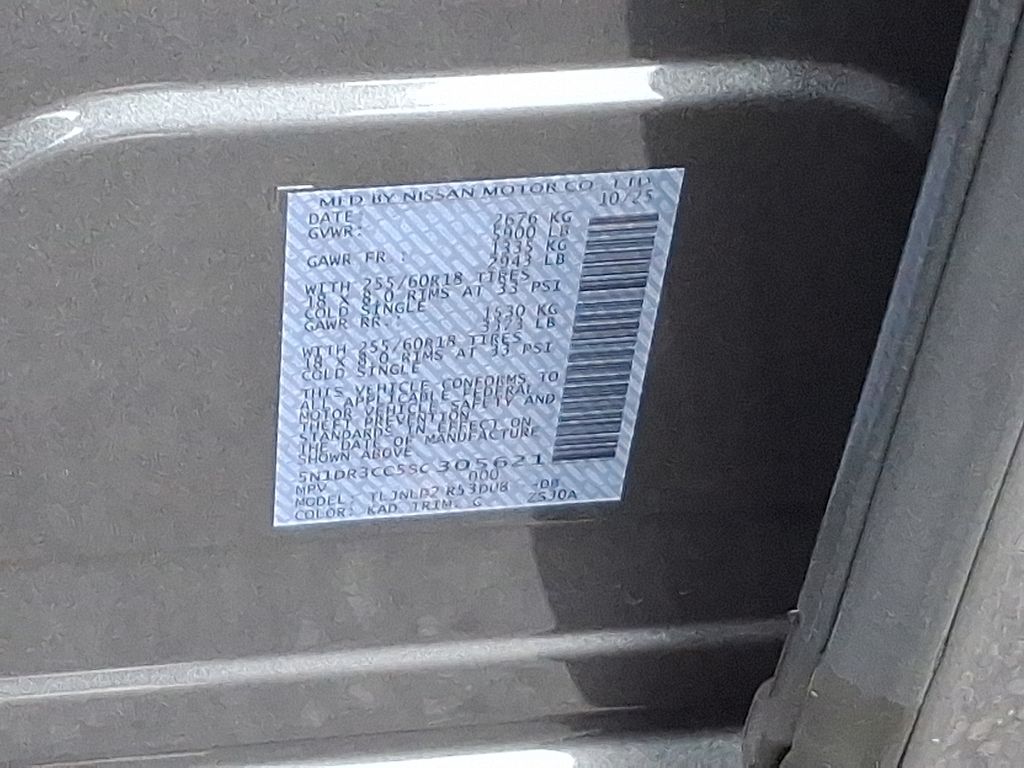 MFD BY NISSAN MOTOR CO., LTD
DATE: 10/25
GVWR: 2676 KG
5900 LB
GAWR FR : 1335 KG
2943 LB
WITH 255/60R18 TIRES
18 X 8.0 RIMS AT 33 PSI
COLD SINGLE
GAWR RR.: 1530 KG
3373 LB
WITH 255/60R18 TIRES
18 X 8.0 RIMS AT 33 PSI
COLD SINGLE
THIS VEHICLE CONFORMS TO
ALL APPLICABLE FEDERAL
MOTOR VEHICLE SAFETY AND
THEFT PREVENTION
STANDARDS IN EFFECT ON
THE DATE OF MANUFACTURE
SHOWN ABOVE
5N1DR3CC5SC305621
MPV 000
MODEL: TLJNLD2 R53DU8 -DB
COLOR: KAD TRIM: G ZSJ0A